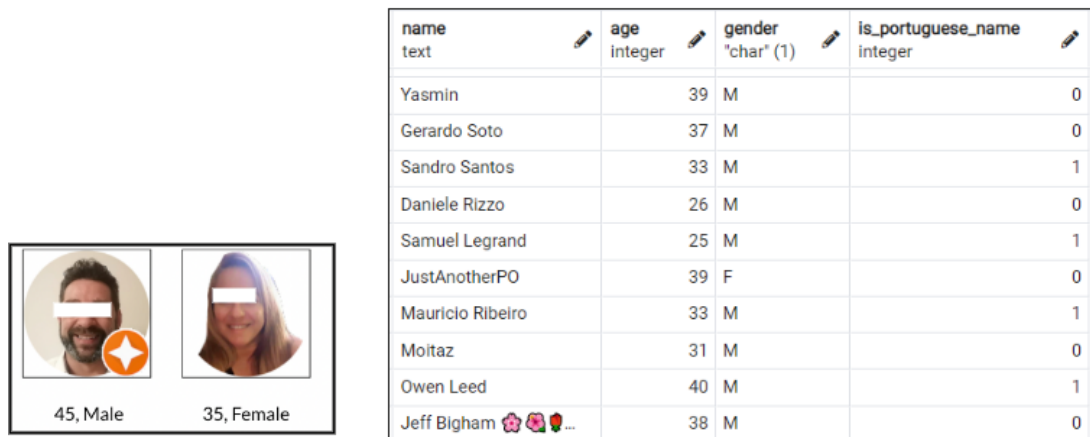 45, Male 35, Female
name age gender is_portuguese_name
text integer "char" (1) integer
Yasmin 39 M 0
Gerardo Soto 37 M 0
Sandro Santos 33 M 1
Daniele Rizzo 26 M 0
Samuel Legrand 25 M 1
JustAnotherPO 39 F 0
Mauricio Ribeiro 33 M 1
Moitaz 31 M 0
Owen Leed 40 M 1
Jeff Bigham 🌸🌺🌹... 38 M 0